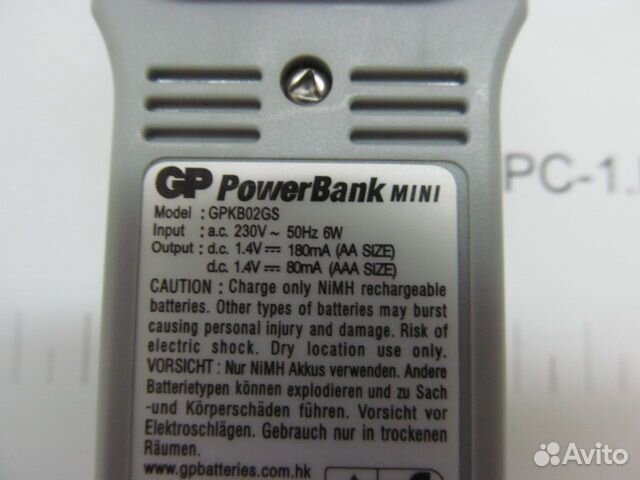 GP PowerBank MINI
PC-1.
Model : GPKB02GS
Input : a.c. 230V ~ 50Hz 6W
Output : d.c. 1.4V ⎓ 180mA (AA SIZE)
d.c. 1.4V ⎓ 80mA (AAA SIZE)
CAUTION : Charge only NiMH rechargeable
batteries. Other types of batteries may burst
causing personal injury and damage. Risk of
electric shock. Dry location use only.
VORSICHT : Nur NiMH Akkus verwenden. Andere
Batterietypen können explodieren und zu Sach
-und Körperschäden führen. Vorsicht vor
Elektroschlägen. Gebrauch nur in trockenen
Räumen.
www.gpbatteries.com.hk
Avito